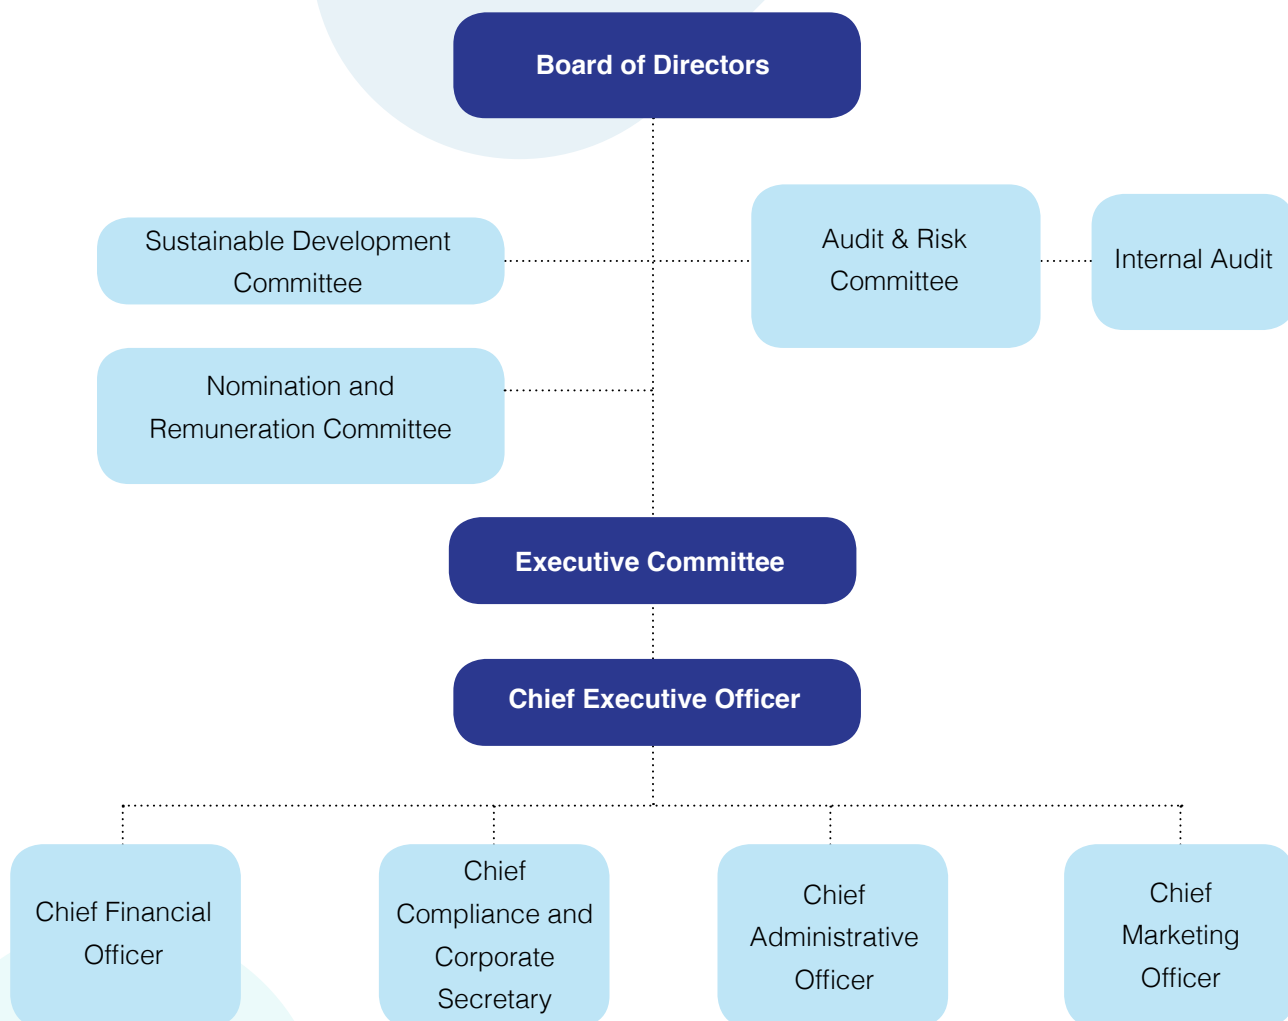 Board of Directors
Sustainable Development
Committee
Audit & Risk
Committee
Internal Audit
Nomination and
Remuneration Committee
Executive Committee
Chief Executive Officer
Chief Financial
Officer
Chief
Compliance and
Corporate
Secretary
Chief
Administrative
Officer
Chief
Marketing
Officer